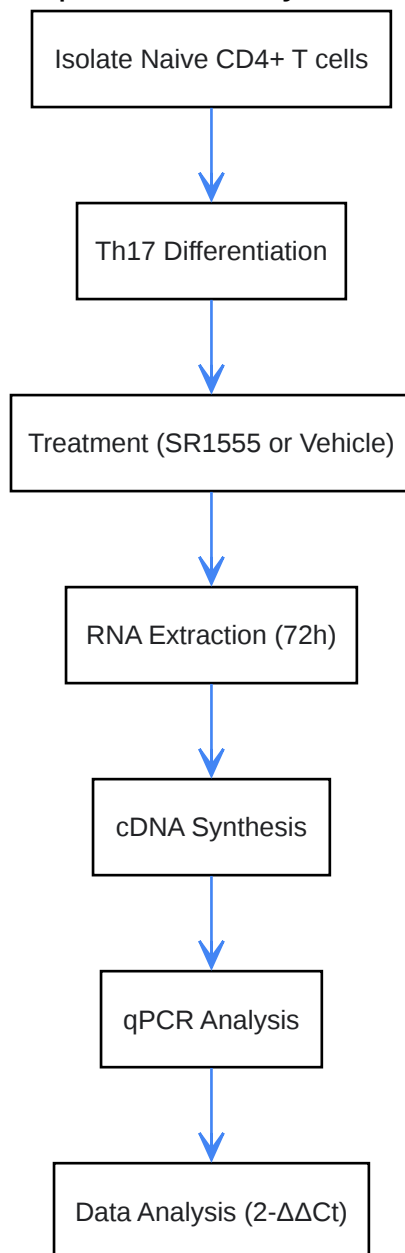 Isolate Naive CD4+ T cells
Th17 Differentiation
Treatment (SR1555 or Vehicle)
RNA Extraction (72h)
cDNA Synthesis
qPCR Analysis
Data Analysis (2-ΔΔCt)